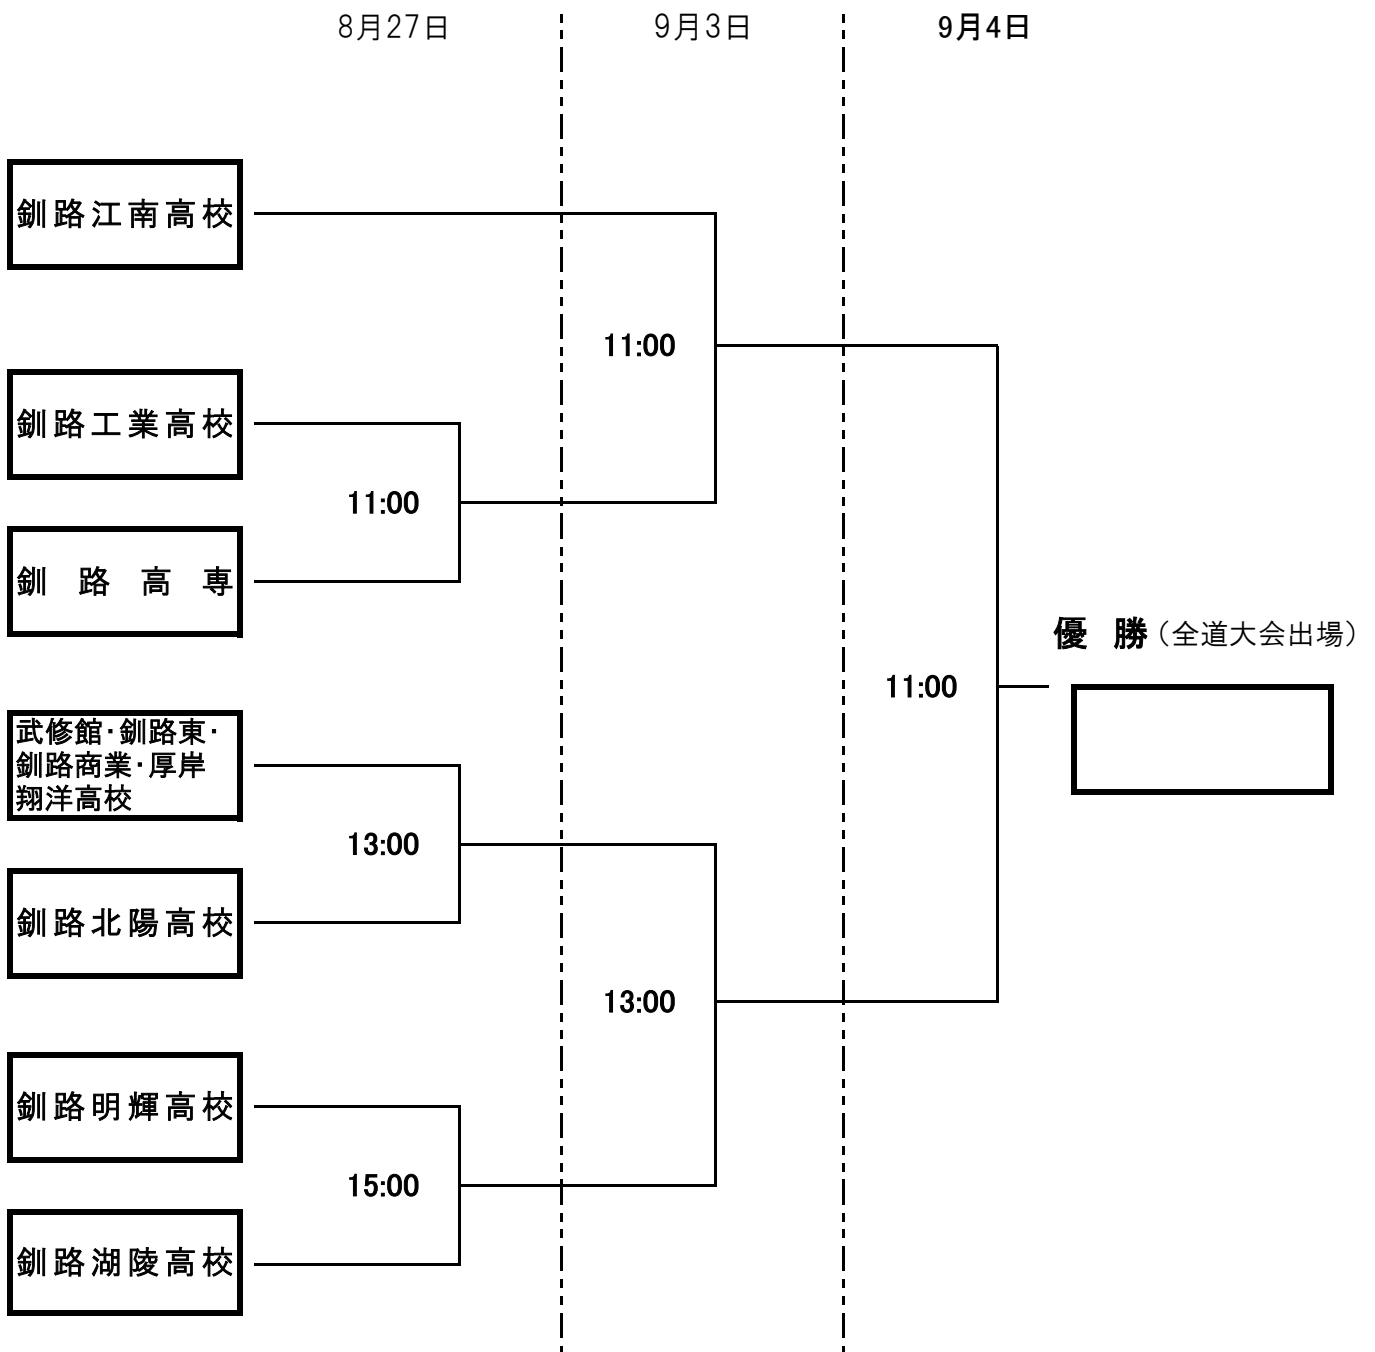 8月27日
9月3日
9月4日
釧路江南高校
11:00
釧路工業高校
11:00
釧路高専
優 勝（全道大会出場）
11:00
武修館・釧路東・
釧路商業・厚岸
翔洋高校
13:00
釧路北陽高校
13:00
釧路明輝高校
15:00
釧路湖陵高校